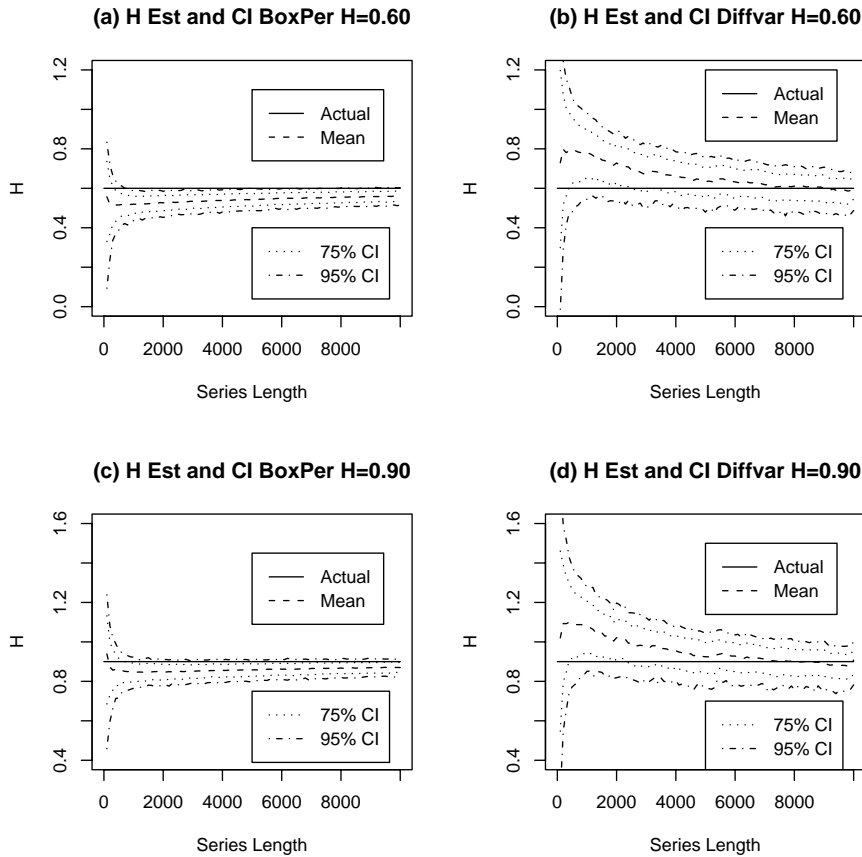 (a) H Est and CI BoxPer H=0.60
H
0.0
0.4
0.8
1.2
Actual
Mean
75% CI
95% CI
0
2000
4000
6000
8000
Series Length
(b) H Est and CI Diffvar H=0.60
H
0.0
0.4
0.8
1.2
Actual
Mean
75% CI
95% CI
0
2000
4000
6000
8000
Series Length
(c) H Est and CI BoxPer H=0.90
H
0.4
0.8
1.2
1.6
Actual
Mean
75% CI
95% CI
0
2000
4000
6000
8000
Series Length
(d) H Est and CI Diffvar H=0.90
H
0.4
0.8
1.2
1.6
Actual
Mean
75% CI
95% CI
0
2000
4000
6000
8000
Series Length